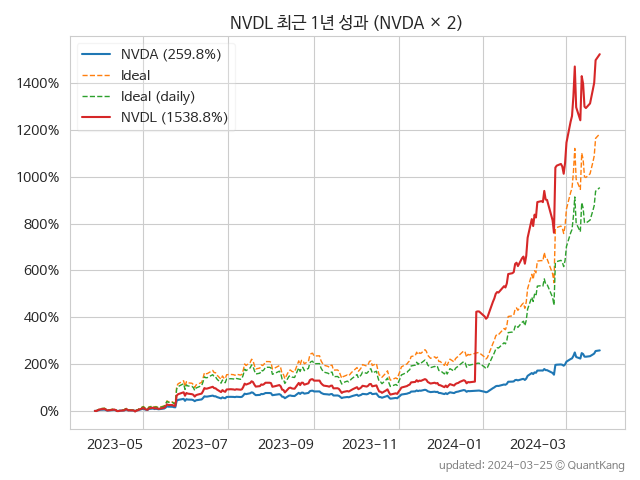 NVDL 최근 1년 성과 (NVDA × 2)
NVDA (259.8%)
Ideal
Ideal (daily)
NVDL (1538.8%)
1400%
1200%
1000%
800%
600%
400%
200%
0%
2023-05 2023-07 2023-09 2023-11 2024-01 2024-03
updated: 2024-03-25 © QuantKang